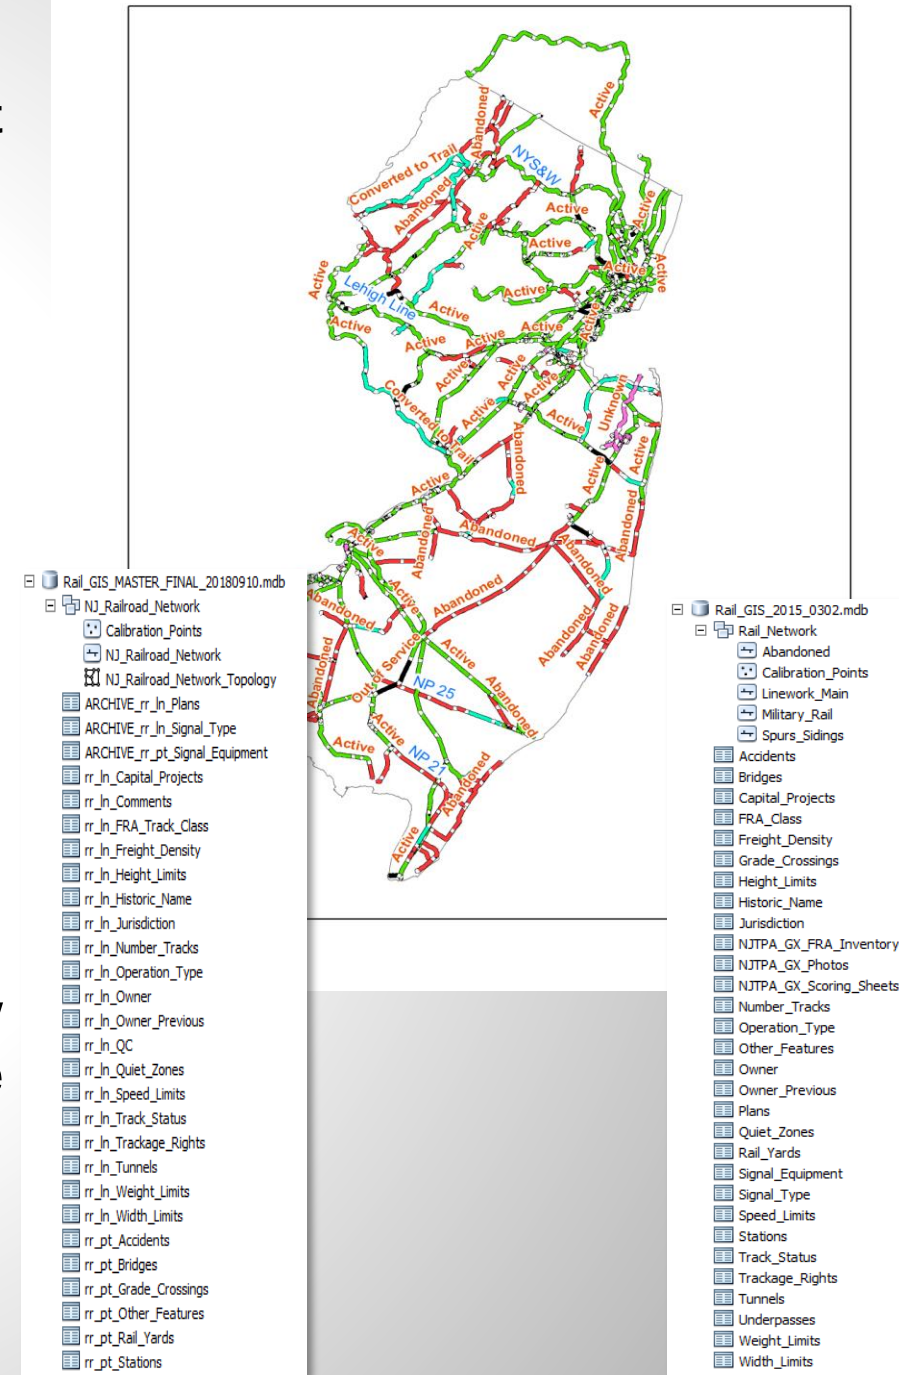 Active
Abandoned
NYS&W
Converted to Trail
Abandoned
Active
Active
Active
Active
Active
Active
Active
Lehigh Line
Active
Active
Active
Active
Active
Active
Active
Active
Active
Active
Active
Unknown
Converted to Trail
Active
Abandoned
Active
Active
Active
Abandoned
Abandoned
Abandoned
Active
Abandoned
Abandoned
Active
Abandoned
Abandoned
Abandoned
Abandoned
Out of Service
Active
Abandoned
NP 25
Abandoned
Active
Active
NP 21
Abandoned
Active
Rail_GIS_MASTER_FINAL_20180910.mdb
NJ_Railroad_Network
Calibration_Points
NJ_Railroad_Network
NJ_Railroad_Network_Topology
ARCHIVE_rr_ln_Plans
ARCHIVE_rr_ln_Signal_Type
ARCHIVE_rr_pt_Signal_Equipment
rr_ln_Capital_Projects
rr_ln_Comments
rr_ln_FRA_Track_Class
rr_ln_Freight_Density
rr_ln_Height_Limits
rr_ln_Historic_Name
rr_ln_Jurisdiction
rr_ln_Number_Tracks
rr_ln_Operation_Type
rr_ln_Owner
rr_ln_Owner_Previous
rr_ln_QC
rr_ln_Quiet_Zones
rr_ln_Speed_Limits
rr_ln_Track_Status
rr_ln_Trackage_Rights
rr_ln_Tunnels
rr_ln_Weight_Limits
rr_ln_Width_Limits
rr_pt_Accidents
rr_pt_Bridges
rr_pt_Grade_Crossings
rr_pt_Other_Features
rr_pt_Rail_Yards
rr_pt_Stations
Rail_GIS_2015_0302.mdb
Rail_Network
Abandoned
Calibration_Points
Linework_Main
Military_Rail
Spurs_Sidings
Accidents
Bridges
Capital_Projects
FRA_Class
Freight_Density
Grade_Crossings
Height_Limits
Historic_Name
Jurisdiction
NJTPA_GX_FRA_Inventory
NJTPA_GX_Photos
NJTPA_GX_Scoring_Sheets
Number_Tracks
Operation_Type
Other_Features
Owner
Owner_Previous
Plans
Quiet_Zones
Rail_Yards
Signal_Equipment
Signal_Type
Speed_Limits
Stations
Track_Status
Trackage_Rights
Tunnels
Underpasses
Weight_Limits
Width_Limits